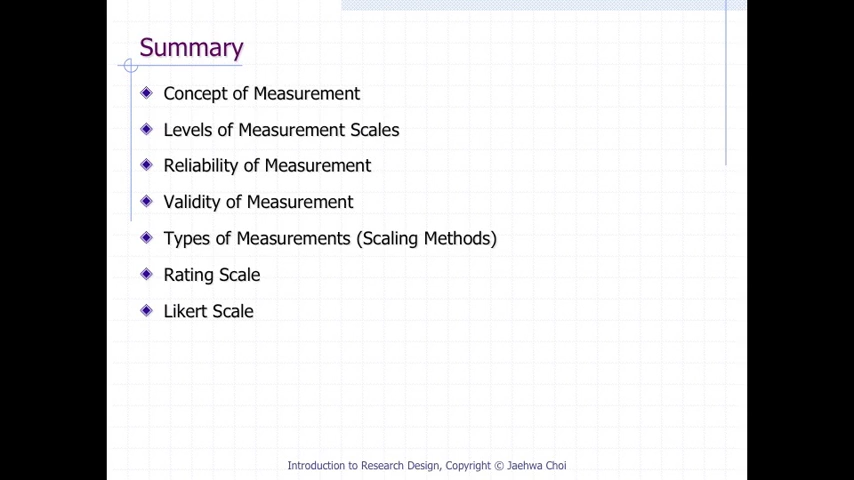 Summary
Concept of Measurement
Levels of Measurement Scales
Reliability of Measurement
Validity of Measurement
Types of Measurements (Scaling Methods)
Rating Scale
Likert Scale
Introduction to Research Design, Copyright © Jaehwa Choi